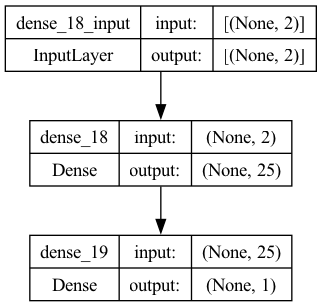 dense_18_input input: [(None, 2)]
InputLayer output: [(None, 2)]
dense_18 input: (None, 2)
Dense output: (None, 25)
dense_19 input: (None, 25)
Dense output: (None, 1)